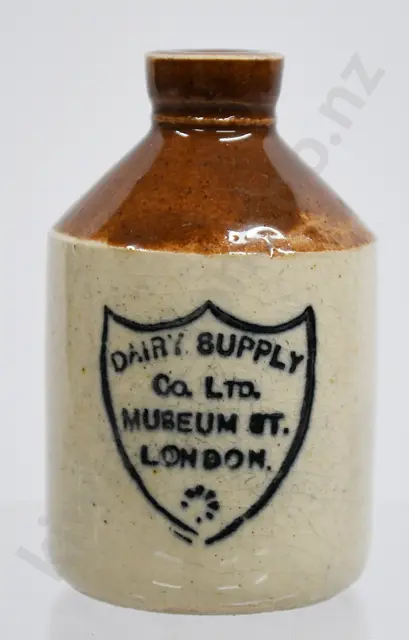 DAIRY SUPPLY
Co. LTD.
MUSEUM ST.
LONDON.